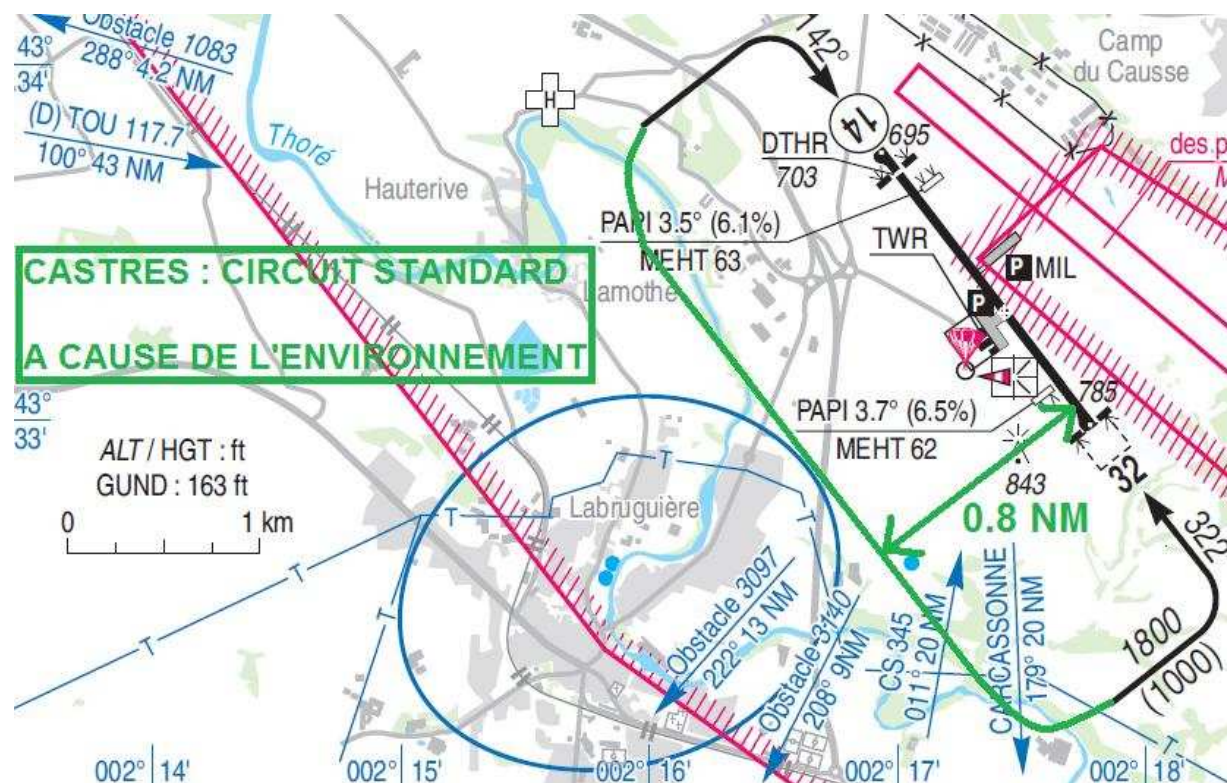 Obstacle 1083
288° 4.2 NM
43°
34'
(D) TOU 117.7
100° 43 NM
Thoré
H
Hauterive
142°
14
695
DTHR
703
Camp
du Causse
des p
M
PAPI 3.5° (6.1%)
MEHT 63
TWR
P MIL
P
CASTRES : CIRCUIT STANDARD
A CAUSE DE L'ENVIRONNEMENT
Lamothe
43°
33'
ALT / HGT : ft
GUND : 163 ft
0 1 km
PAPI 3.7° (6.5%)
MEHT 62
785
843
32
0.8 NM
322
T
T
T
T
T
T
T
Labruguière
Obstacle 3097
222° 13 NM
Obstacle 3140
208° 9NM
CS 345
011° 20 NM
CARCASSONNE
179° 20 NM
1800
(1000)
002° 14'
002° 15'
002° 16'
002° 17'
002° 18'